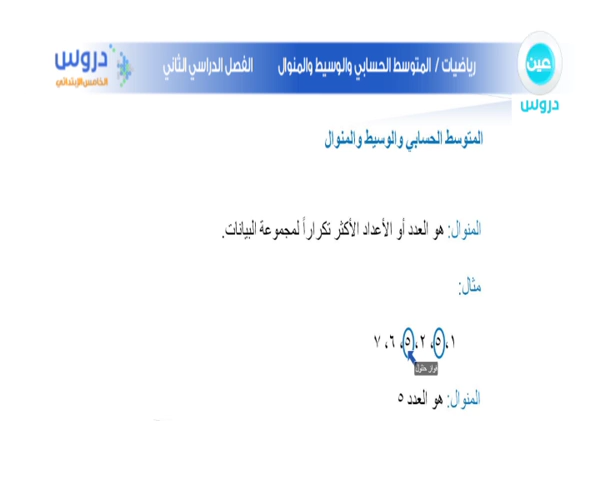 عين
دروس
رياضيات / المتوسط الحسابي والوسيط والمنوال الفصل الدراسي الثاني
دروس
الخامس الابتدائي
المتوسط الحسابي والوسيط والمنوال
المنوال: هو العدد أو الأعداد الأكثر تكراراً لمجموعة البيانات.
مثال:
١، ٥، ٢، ٥، ٦، ٧
المنوال: هو العدد ٥